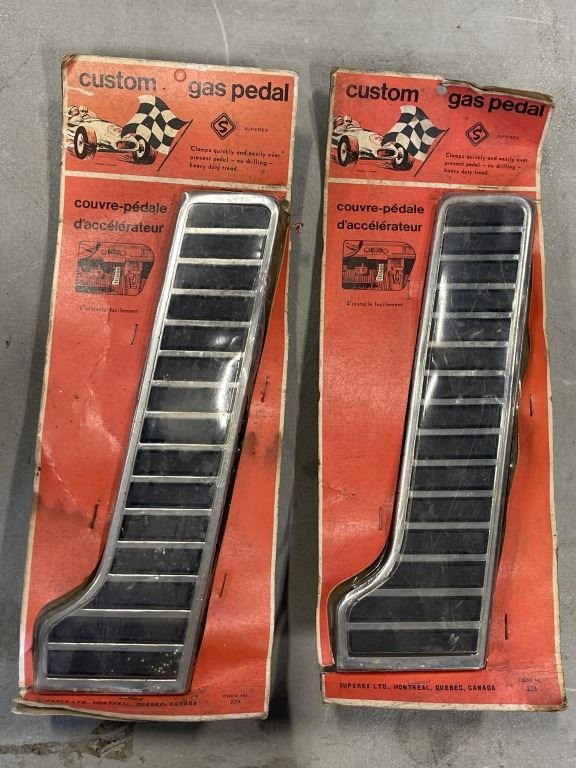 custom gas pedal
S SUPEREX
"Clamps quickly and easily over
present pedal – no drilling –
heavy duty tread.
couvre-pédale
d'accélérateur
S'installe facilement
CODE NO.
SUPEREX LTD., MONTREAL, QUEBEC, CANADA 224
custom gas pedal
S SUPEREX
Clamps quickly and easily over
present pedal – no drilling –
heavy duty tread.
couvre-pédale
d'accélérateur
S'installe facilement
CODE NO.
SUPEREX LTD., MONTREAL, QUEBEC, CANADA 224